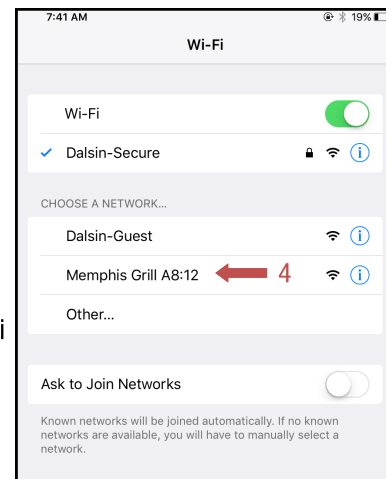 7:41 AM 19%
Wi-Fi
Wi-Fi
Dalsin-Secure
CHOOSE A NETWORK...
Dalsin-Guest
Memphis Grill A8:12 4
Other...
i
Ask to Join Networks
Known networks will be joined automatically. If no known
networks are available, you will have to manually select a
network.